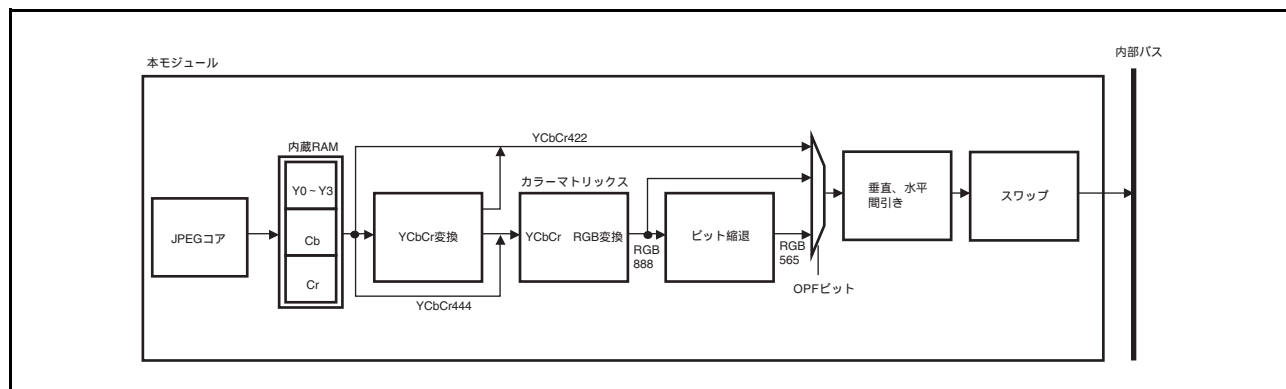 内部バス
本モジュール
YCbCr422
内蔵RAM
カラーマトリックス
Y0~Y3
垂直、水平
間引き
スワップ
JPEGコア
Cb
YCbCr変換
YCbCr RGB変換
RGB
888
ビット縮退
RGB
565
Cr
OPFビット
YCbCr444